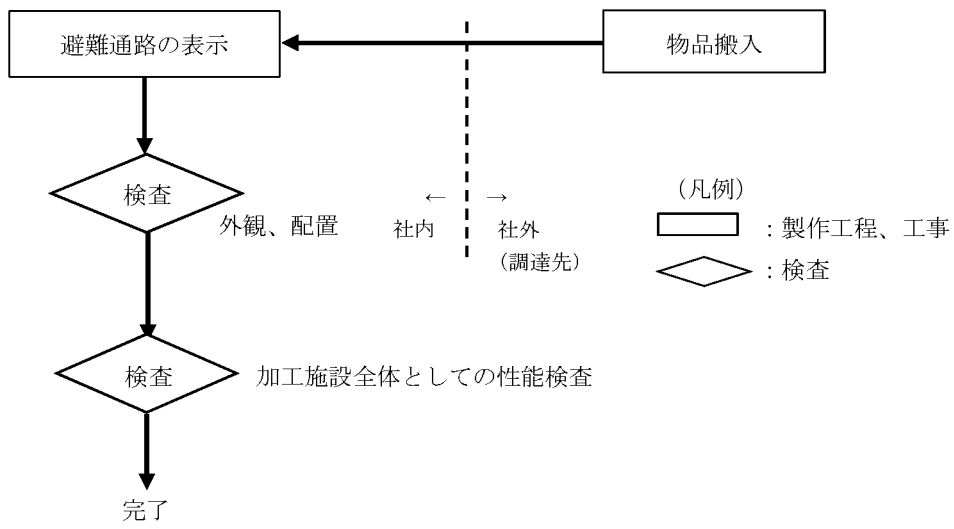 避難通路の表示
物品搬入
検査
外観、配置
← →
社内 社外
(調達先)
(凡例)
：製作工程、工事
：検査
検査
加工施設全体としての性能検査
完了